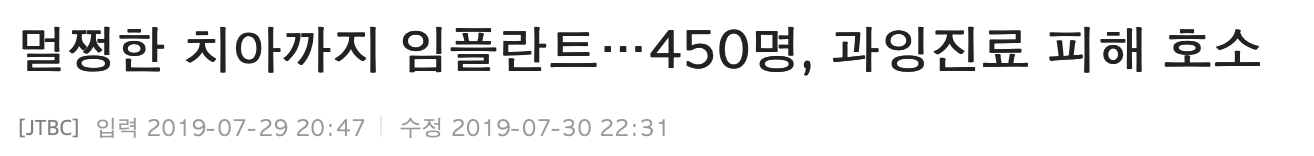 멀쩡한 치아까지 임플란트…450명, 과잉진료 피해 호소
[JTBC] 입력 2019-07-29 20:47 수정 2019-07-30 22:31